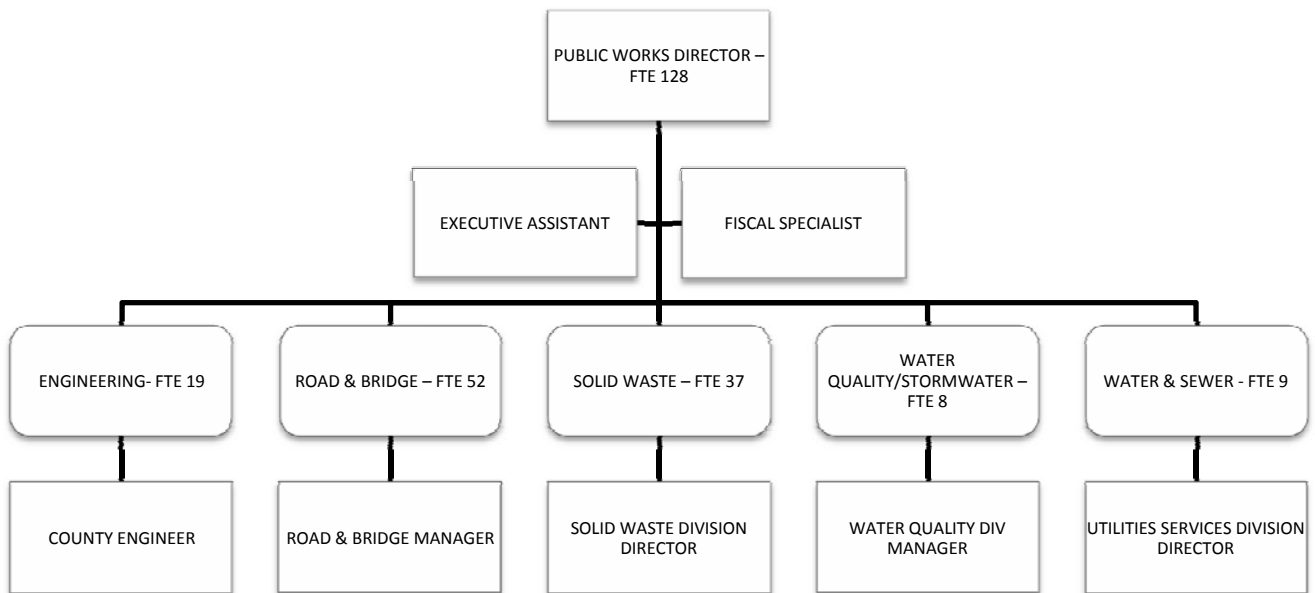 PUBLIC WORKS DIRECTOR –
FTE 128
EXECUTIVE ASSISTANT
FISCAL SPECIALIST
ENGINEERING- FTE 19
ROAD & BRIDGE – FTE 52
SOLID WASTE – FTE 37
WATER
QUALITY/STORMWATER –
FTE 8
WATER & SEWER - FTE 9
COUNTY ENGINEER
ROAD & BRIDGE MANAGER
SOLID WASTE DIVISION
DIRECTOR
WATER QUALITY DIV
MANAGER
UTILITIES SERVICES DIVISION
DIRECTOR